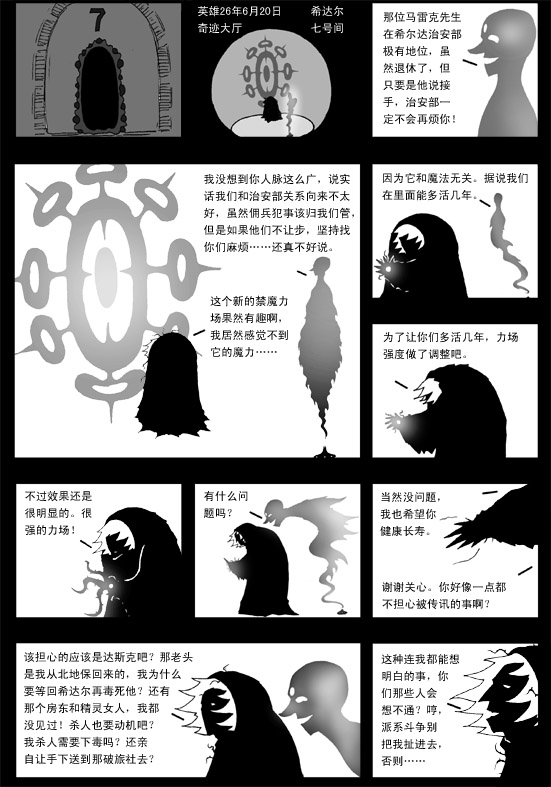 7
英雄26年6月20日 希达尔
奇迹大厅 七号间
那位马雷克先生
在希尔达治安部
极有地位，虽
然退休了，但
只要是他说接
手，治安部一
定不会再烦你！
我没想到你人脉这么广，说实
话我们和治安部关系向来不太
好，虽然佣兵犯事该归我们管，
但是如果他们不让步，坚持找
你们麻烦……还真不好说。
这个新的禁魔力
场果然有趣啊，
我居然感觉不到
它的魔力……
因为它和魔法无关。据说我们
在里面能多活几年。
为了让你们多活几年，力场
强度做了调整吧。
不过效果还是
很明显的。很
强的力场！
有什么问
题吗？
当然没问题，
我也希望你
健康长寿。
谢谢关心。你好像一点都
不担心被传讯的事啊？
该担心的应该是达斯克吧？那老头
是我从北地保回来的，我为什么
要等回希达尔再毒死他？还有
那个房东和精灵女人，我都
没见过！杀人也要动机吧？
我杀人需要下毒吗？还亲
自让手下送到那破旅社去？
这种连我都能想
明白的事，你
们那些人会
想不通？哼，
派系斗争别
把我扯进去，
否则……